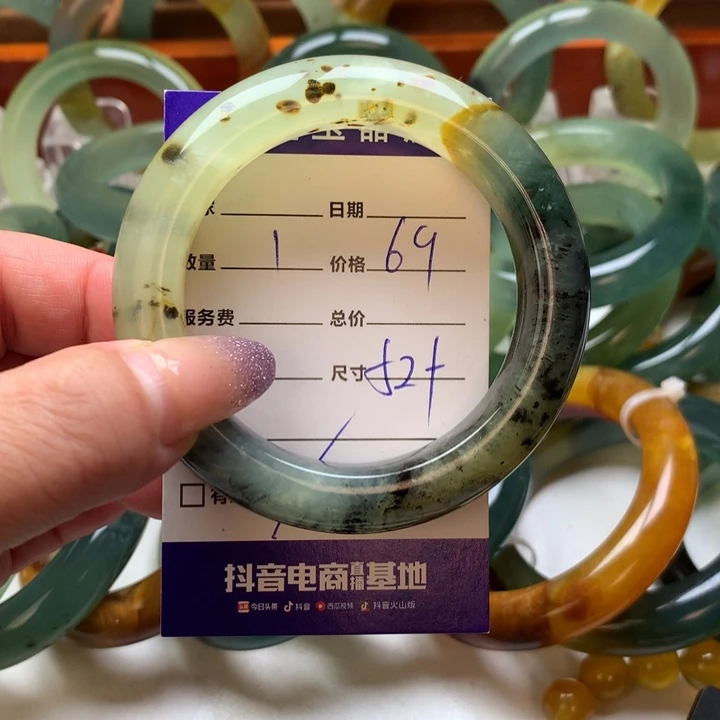 日期
数量 1 价格 69
服务费 总价
尺寸 52+
抖音电商直播基地
今日头条 抖音 西瓜视频 抖音火山版